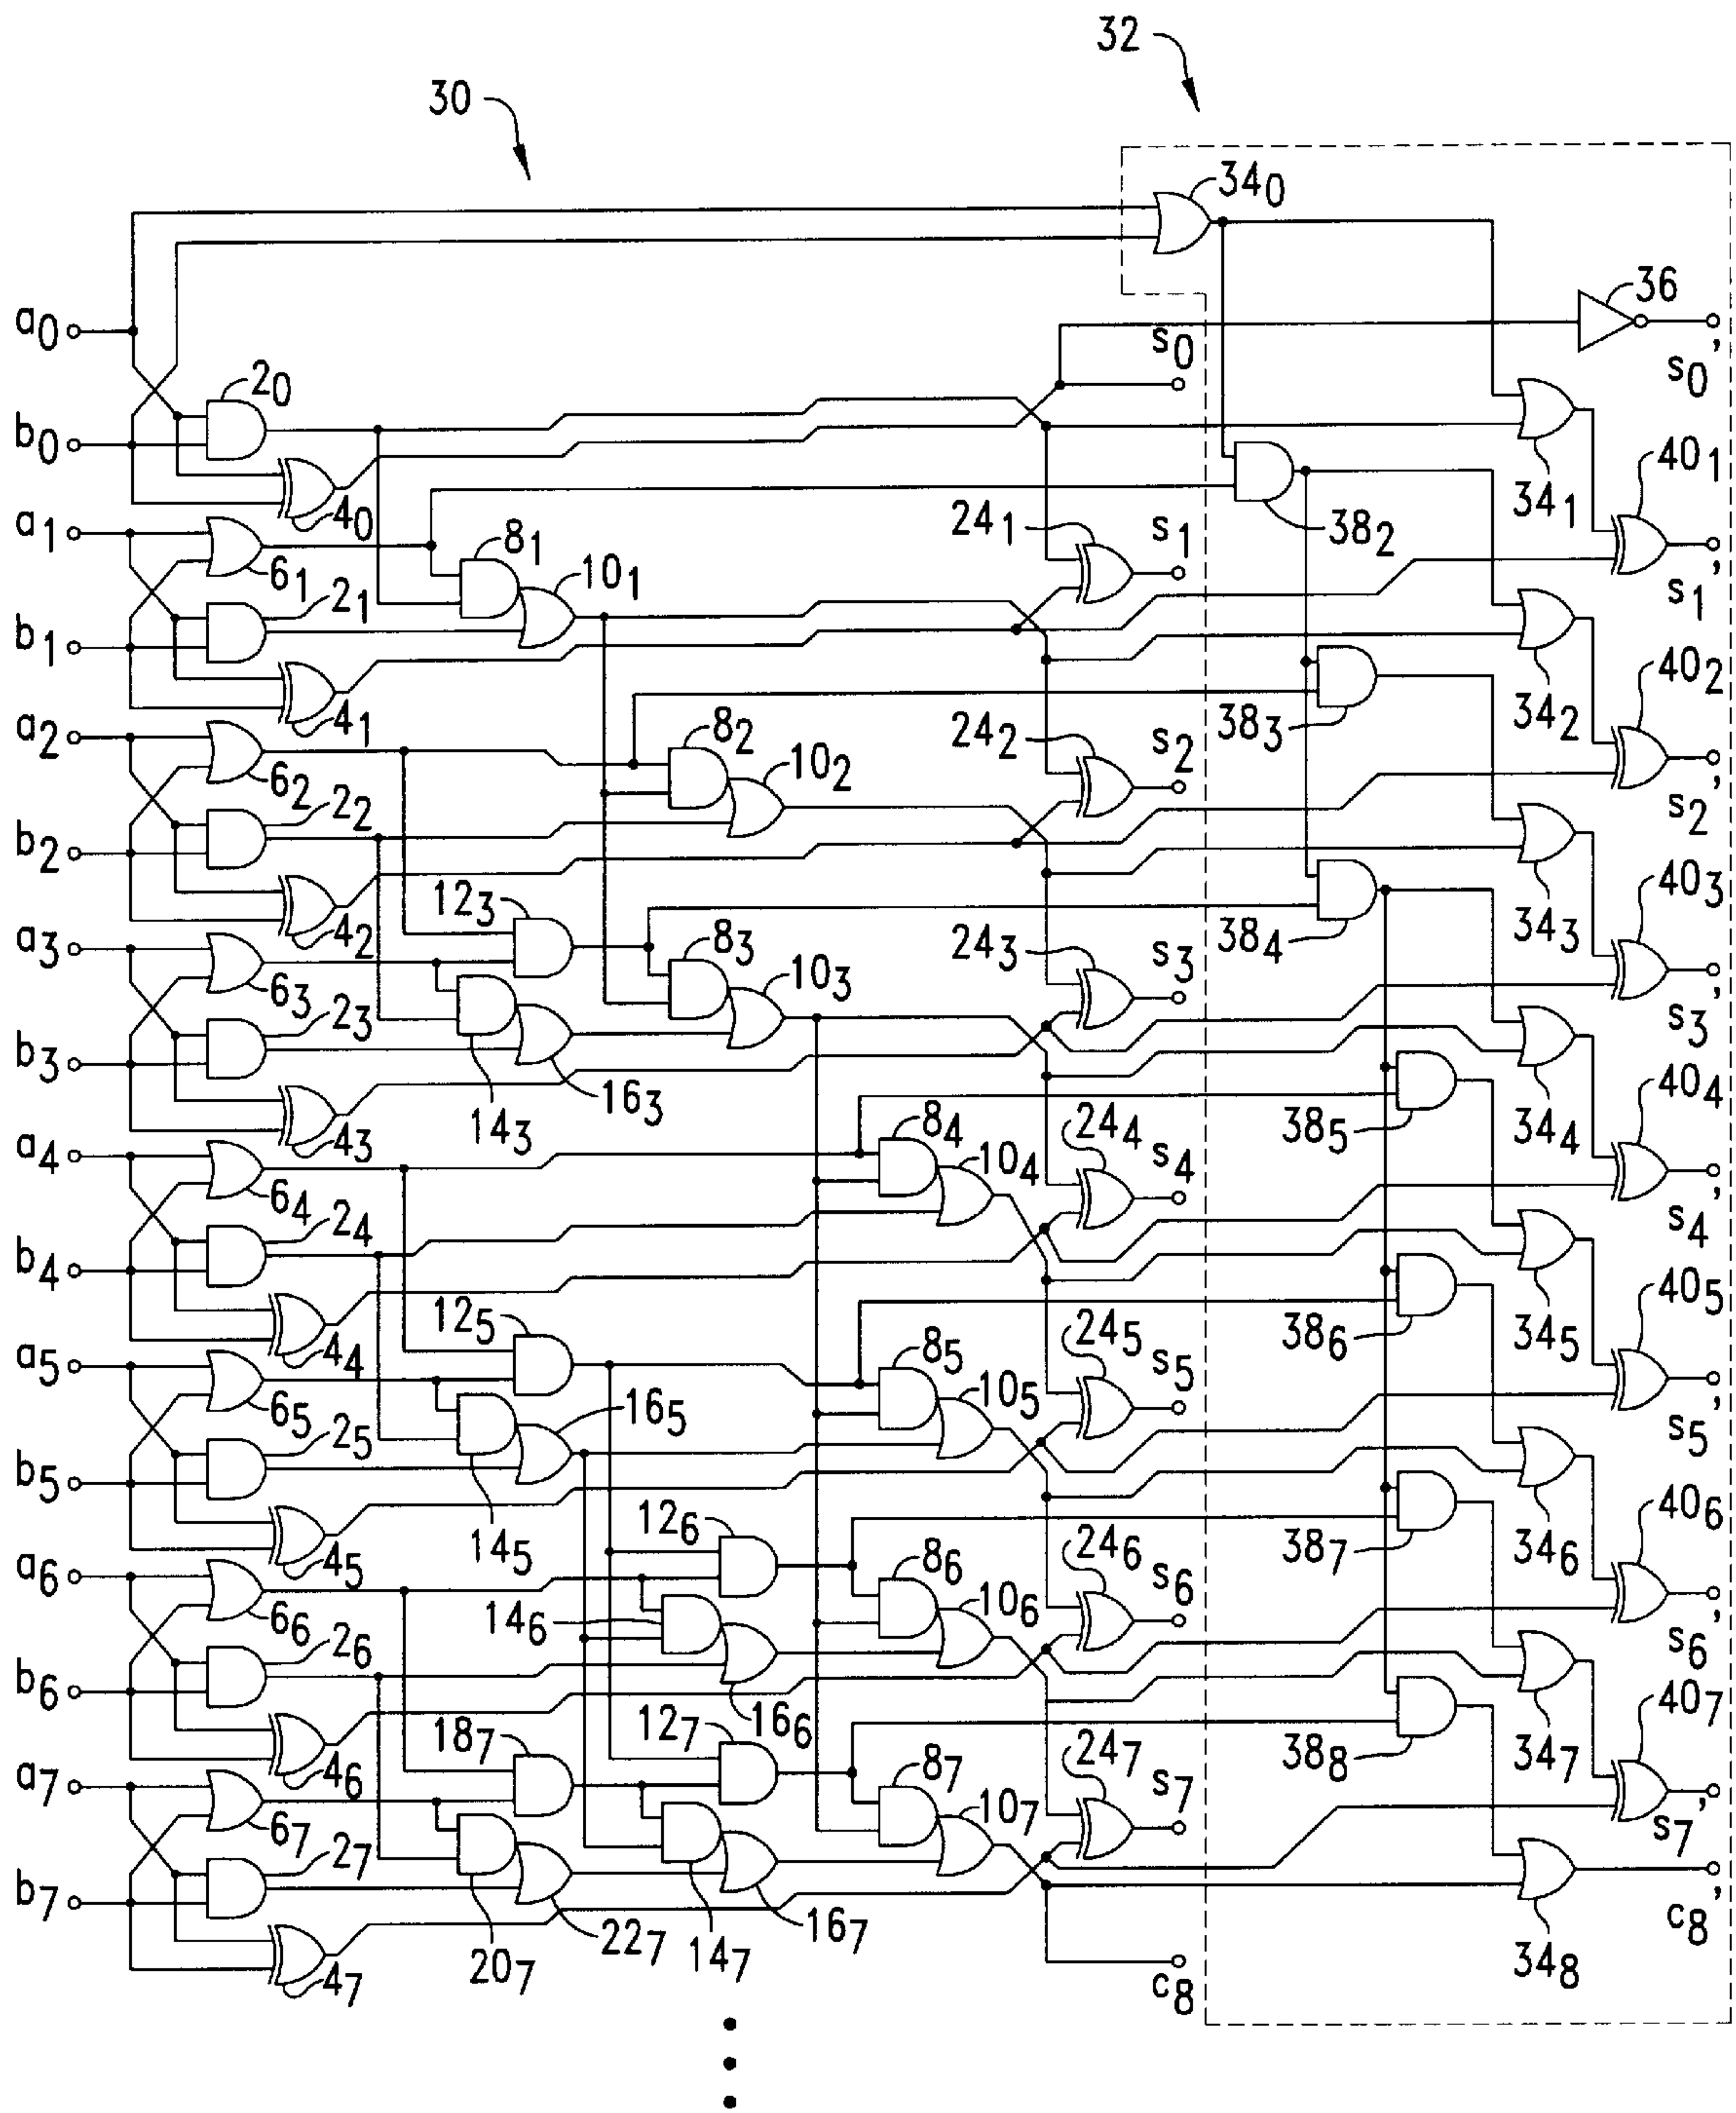 32
30
34₀
36
a₀
s₀
s₀'
2₀
b₀
40₁
4₀
34₁
38₂
24₁
s₁
a₁
8₁
10₁
6₁
2₁
s₁'
b₁
40₂
4₁
34₂
38₃
24₂
s₂
a₂
8₂
10₂
6₂
2₂
s₂'
b₂
40₃
12₃
4₂
34₃
38₄
24₃
s₃
a₃
8₃
10₃
6₃
2₃
s₃'
b₃
16₃
14₃
40₄
4₃
34₄
38₅
24₄
s₄
a₄
8₄
10₄
6₄
2₄
s₄'
b₄
40₅
12₅
4₄
34₅
38₆
24₅
s₅
a₅
8₅
10₅
6₅
16₅
2₅
s₅'
b₅
40₆
12₆
14₅
4₅
34₆
38₇
24₆
s₆
a₆
8₆
10₆
14₆
6₆
2₆
s₆'
b₆
16₆
40₇
18₇
12₇
4₆
34₇
38₈
24₇
s₇
a₇
8₇
10₇
6₇
2₇
s₇'
b₇
c₈'
22₇
16₇
14₇
20₇
4₇
34₈
c₈